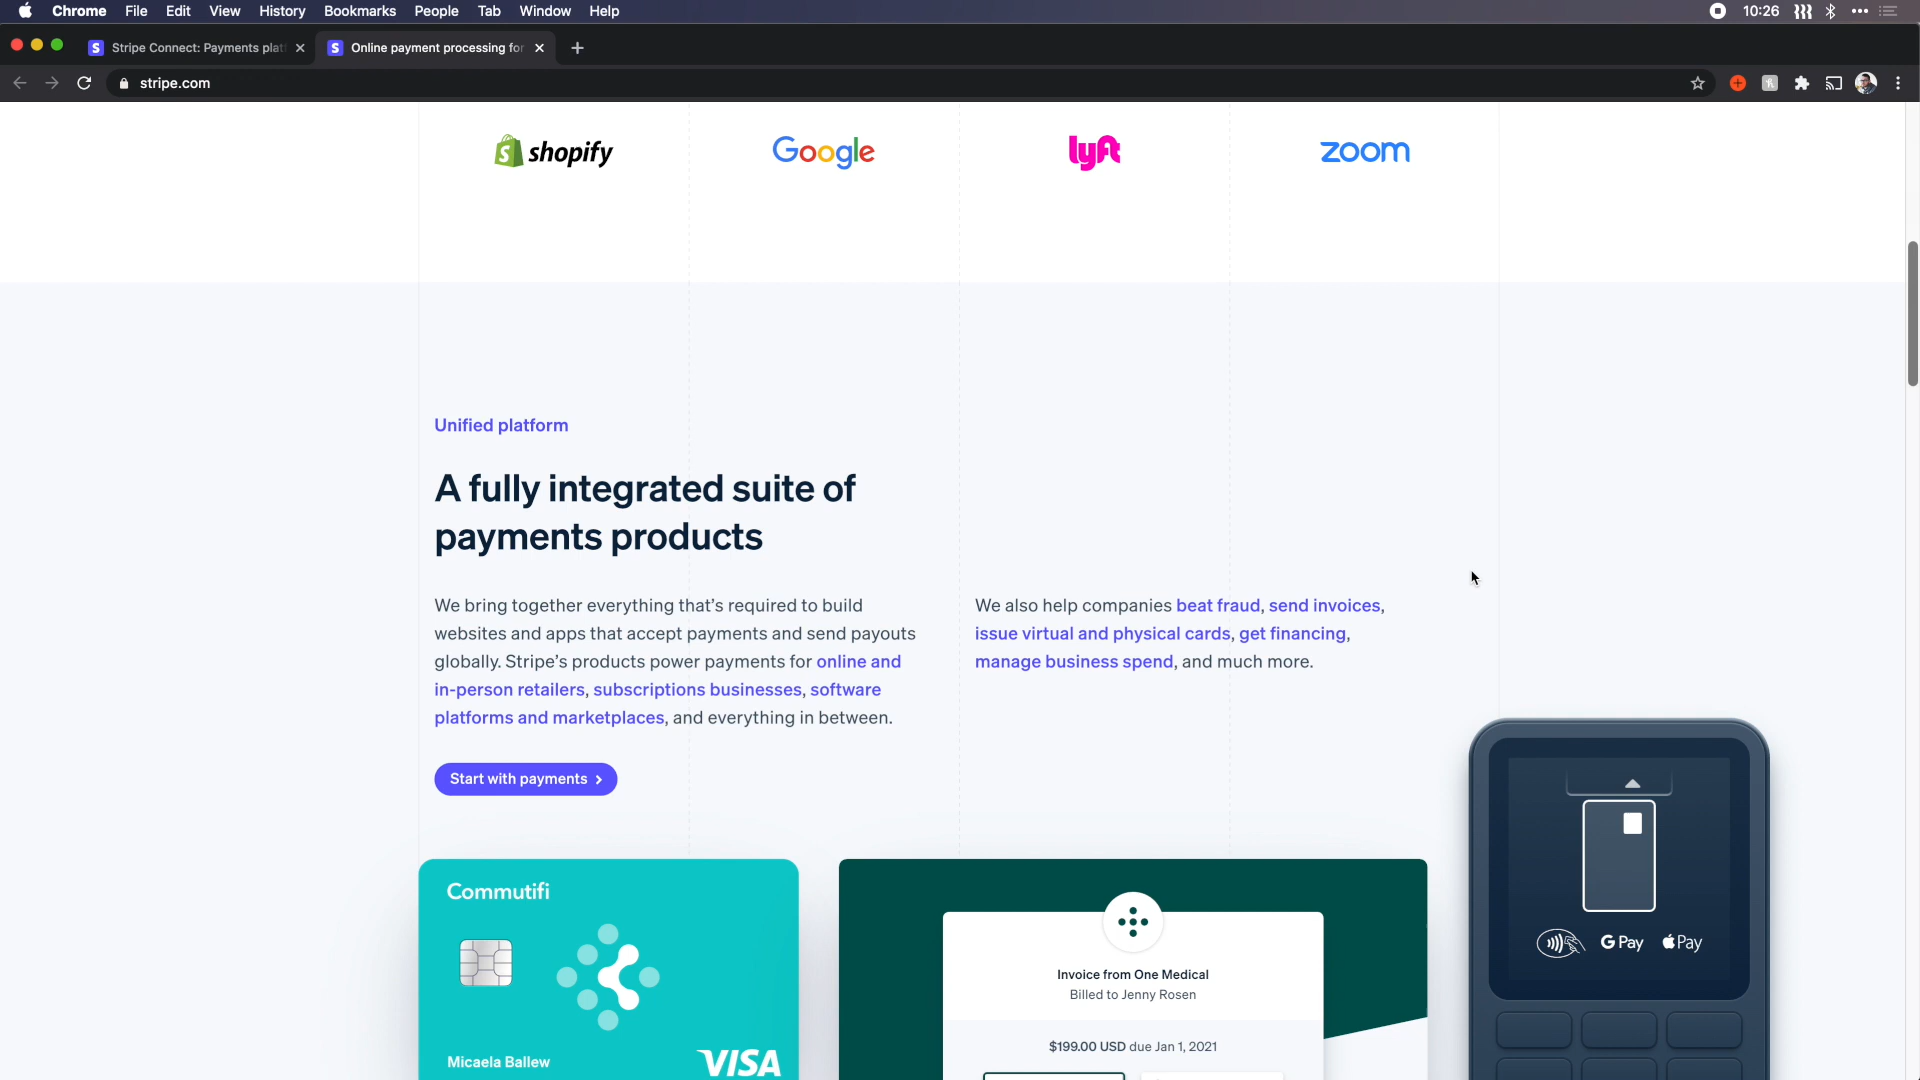 Chrome File Edit View History Bookmarks People Tab Window Help 10:26
Stripe Connect: Payments plat Online payment processing for
stripe.com
shopify Google lyft zoom
Unified platform
A fully integrated suite of
payments products
We bring together everything that's required to build
websites and apps that accept payments and send payouts
globally. Stripe's products power payments for online and
in-person retailers, subscriptions businesses, software
platforms and marketplaces, and everything in between.
We also help companies beat fraud, send invoices,
issue virtual and physical cards, get financing,
manage business spend, and much more.
Start with payments
Commutifi
Micaela Ballew
VISA
Invoice from One Medical
Billed to Jenny Rosen
$199.00 USD due Jan 1, 2021
G Pay Pay